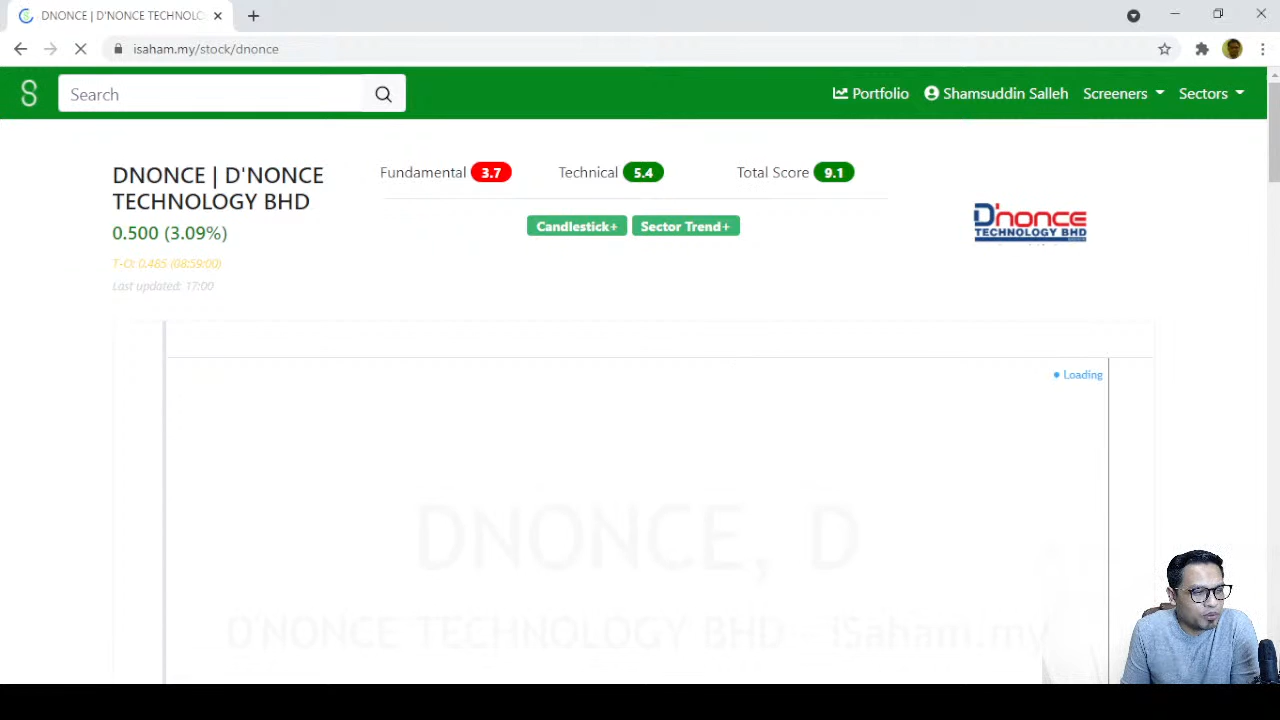 DNONCE | D'NONCE TECHNOLO
isaham.my/stock/dnonce
Search
Portfolio
Shamsuddin Salleh
Screeners
Sectors
DNONCE | D'NONCE
TECHNOLOGY BHD
Fundamental 3.7
Technical 5.4
Total Score 9.1
0.500 (3.09%)
Candlestick+
Sector Trend+
D'nonce
TECHNOLOGY BHD
T-O: 0.485 (08:59:00)
Last updated: 17:00
Loading
DNONCE, D
D'NONCE TECHNOLOGY BHD - iSaham.my